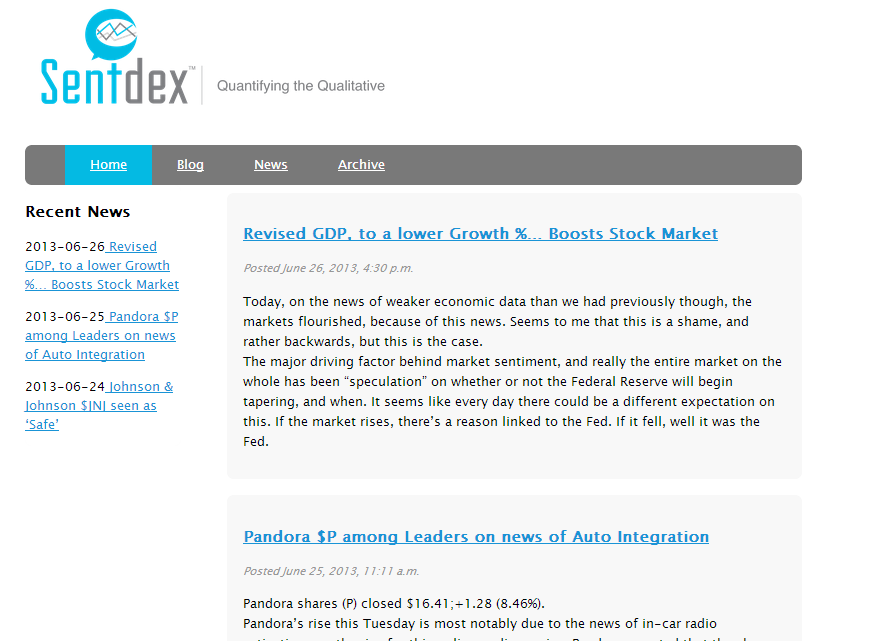 Sentdex™
Quantifying the Qualitative
Home Blog News Archive
Recent News
2013-06-26 Revised
GDP, to a lower Growth
%... Boosts Stock Market
2013-06-25 Pandora $P
among Leaders on news
of Auto Integration
2013-06-24 Johnson &
Johnson $JNJ seen as
‘Safe’
Revised GDP, to a lower Growth %... Boosts Stock Market
Posted June 26, 2013, 4:30 p.m.
Today, on the news of weaker economic data than we had previously though, the
markets flourished, because of this news. Seems to me that this is a shame, and
rather backwards, but this is the case.
The major driving factor behind market sentiment, and really the entire market on the
whole has been “speculation” on whether or not the Federal Reserve will begin
tapering, and when. It seems like every day there could be a different expectation on
this. If the market rises, there’s a reason linked to the Fed. If it fell, well it was the
Fed.
Pandora $P among Leaders on news of Auto Integration
Posted June 25, 2013, 11:11 a.m.
Pandora shares (P) closed $16.41;+1.28 (8.46%).
Pandora’s rise this Tuesday is most notably due to the news of in-car radio